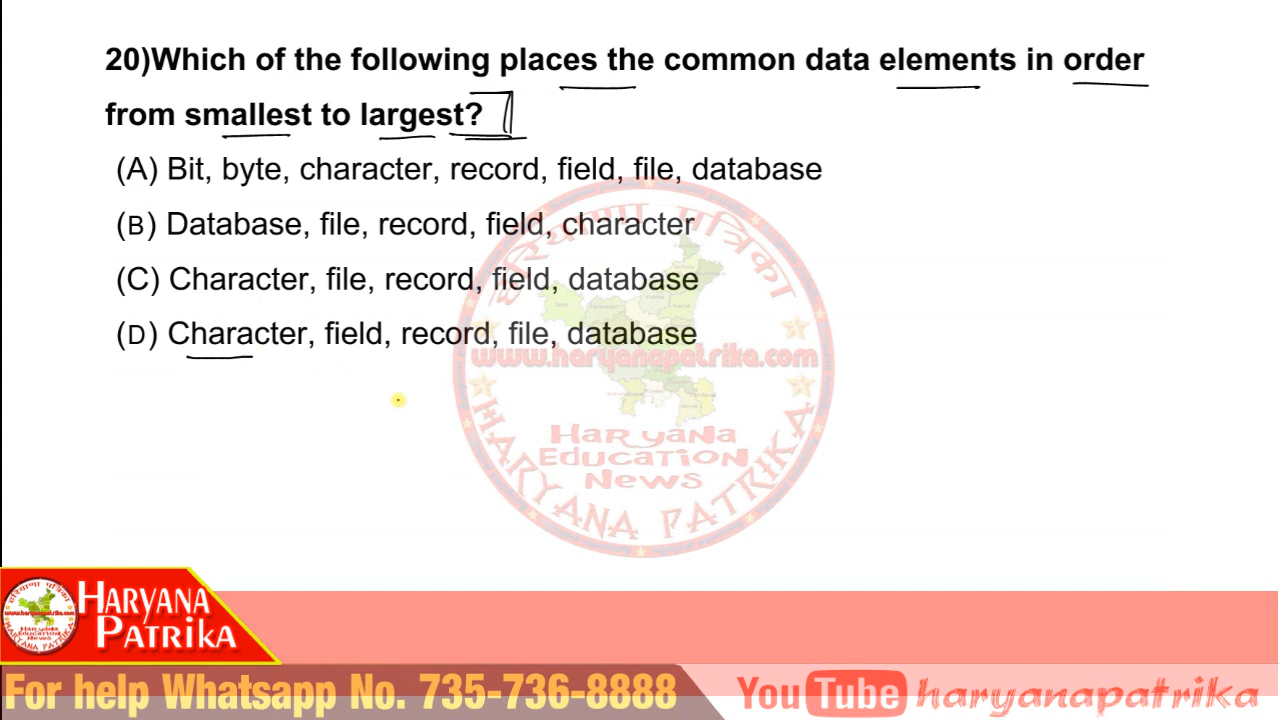 20)Which of the following places the common data elements in order
from smallest to largest?
(A) Bit, byte, character, record, field, file, database
(B) Database, file, record, field, character
(C) Character, file, record, field, database
(D) Character, field, record, file, database
हरियाणा पत्रिका
www.haryanapatrika.com
Haryana
Education
News
HARYANA PATRIKA
HARYANA
PATRIKA
For help Whatsapp No. 735-736-8888
YouTube haryanapatrika